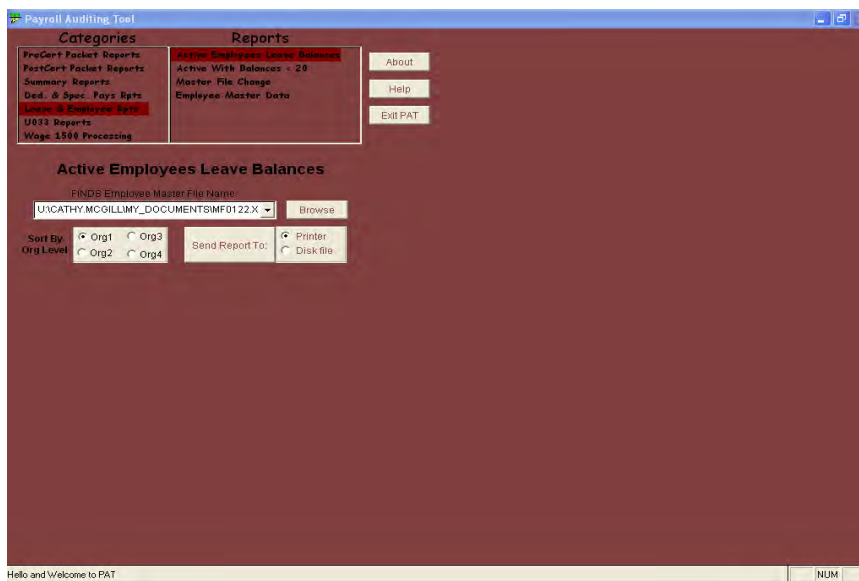 Payroll Auditing Tool
Categories
Reports
PreCert Packet Reports
PostCert Packet Reports
Summary Reports
Ded. & Spec. Pays Rpts
Leave & Employee Rpts
U033 Reports
Wage 1500 Processing
Active Employees Leave Balances
Active With Balances < 20
Master File Change
Employee Master Data
About
Help
Exit PAT
Active Employees Leave Balances
FINDS Employee Master File Name:
U:\CATHY.MCGILL\MY_DOCUMENTS\MF0122.X
Browse
Sort By
Org Level
Org1
Org3
Org2
Org4
Send Report To:
Printer
Disk file
Hello and Welcome to PAT
NUM